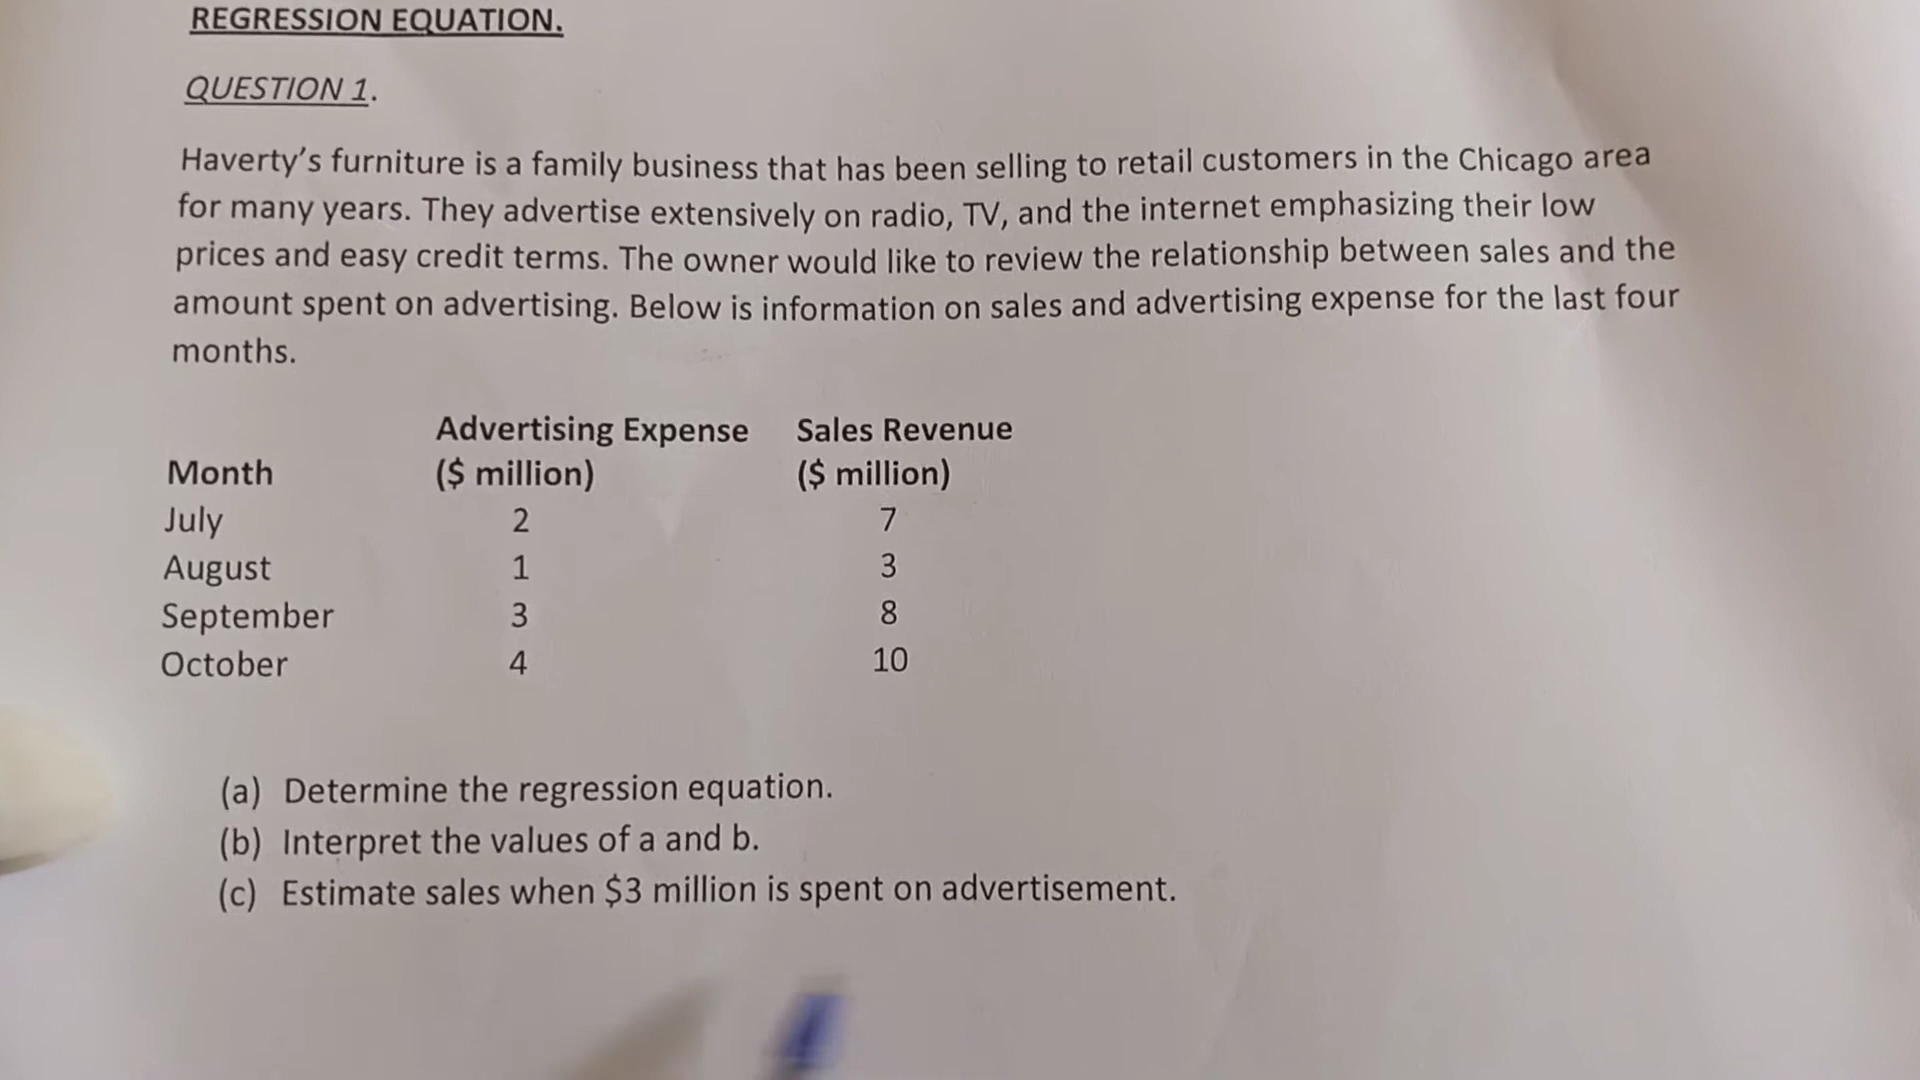 REGRESSION EQUATION.
QUESTION 1.
Haverty's furniture is a family business that has been selling to retail customers in the Chicago area
for many years. They advertise extensively on radio, TV, and the internet emphasizing their low
prices and easy credit terms. The owner would like to review the relationship between sales and the
amount spent on advertising. Below is information on sales and advertising expense for the last four
months.
Advertising Expense Sales Revenue
Month ($ million) ($ million)
July 2 7
August 1 3
September 3 8
October 4 10
(a) Determine the regression equation.
(b) Interpret the values of a and b.
(c) Estimate sales when $3 million is spent on advertisement.